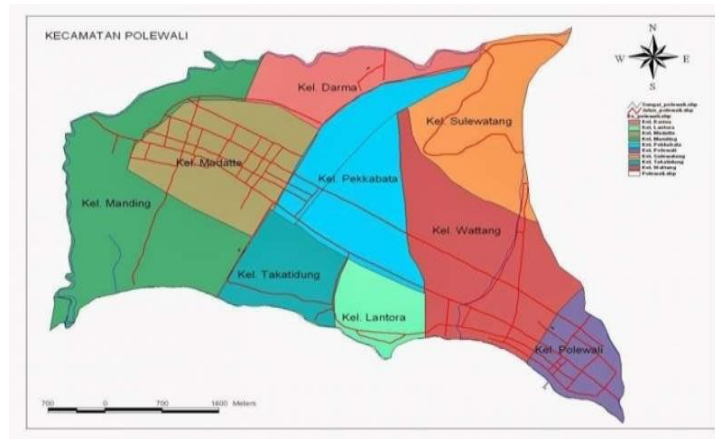 KECAMATAN POLEWALI
N
W E
S
Kel. Darma
Kel. Sulewatang
Kel. Madatte
Kel. Pekkabata
Kel. Manding
Kel. Wattang
Kel. Takatidung
Kel. Lantora
Kel. Polewali
Kel. Darma
Kel. Lantora
Kel. Madatte
Kel. Manding
Kel. Pekkabata
Kel. Polewali
Kel. Sulewatang
Kel. Takatidung
Kel. Wattang
700 0 700 1400 Meters